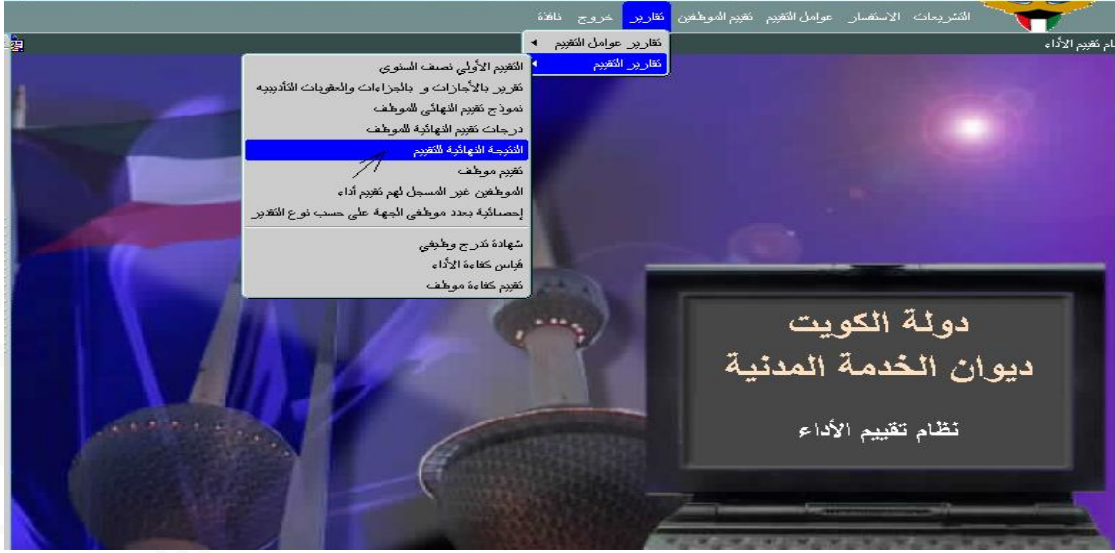 التشريعات الاستفسار عوامل التقييم تقييم الموظفين تقارير خروج نافذة
ام تقييم الأداء
تقارير عوامل التقييم
تقارير التقييم
التقييم الأولي نصف السنوي
تقرير بالأجازات و بالجزاءات والعقوبات التأديبيه
نموذج تقييم النهائي للموظف
درجات تقييم النهائية للموظف
النتيجة النهائية للتقييم
تقييم موظف
الموظفين غير المسجل لهم تقييم أداء
إحصائية بعدد موظفي الجهة على حسب نوع التقدير
شهادة تدرج وظيفي
قياس كفاءة الأداء
تقييم كفاءة موظف
دولة الكويت
ديوان الخدمة المدنية
نظام تقييم الأداء